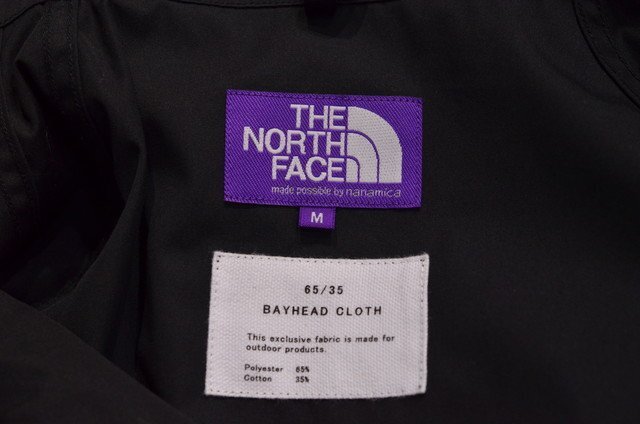 THE
NORTH
FACE
made possible by nanamica
M
65/35
BAYHEAD CLOTH
This exclusive fabric is made for
outdoor products.
Polyester 65%
Cotton 35%